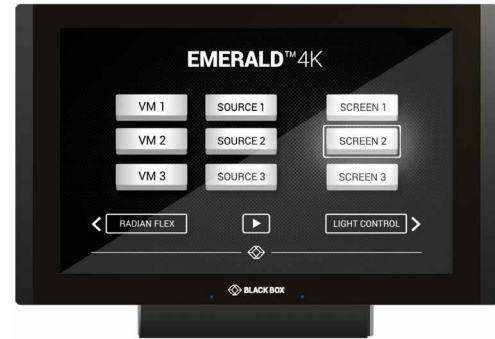 EMERALD™4K
VM 1 SOURCE 1 SCREEN 1
VM 2 SOURCE 2 SCREEN 2
VM 3 SOURCE 3 SCREEN 3
RADIAN FLEX LIGHT CONTROL
BLACK BOX